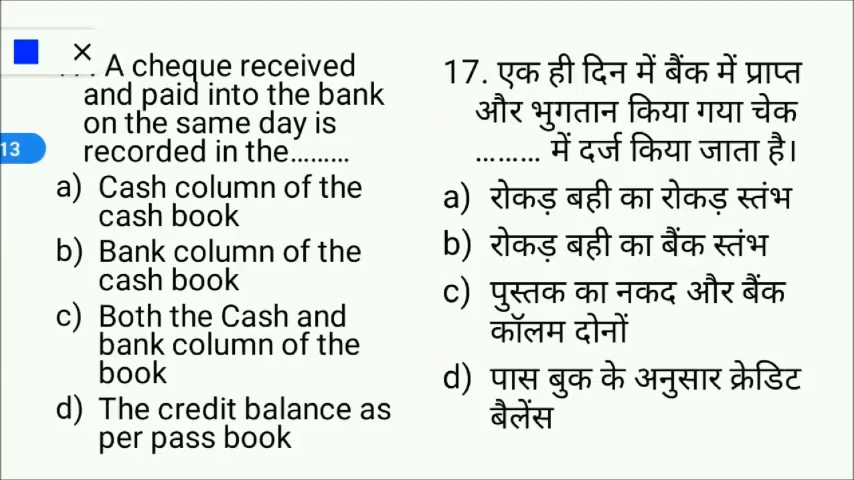 A cheque received
and paid into the bank
on the same day is
recorded in the.........
a) Cash column of the
cash book
b) Bank column of the
cash book
c) Both the Cash and
bank column of the
book
d) The credit balance as
per pass book
13
17. एक ही दिन में बैंक में प्राप्त
और भुगतान किया गया चेक
......... में दर्ज किया जाता है।
a) रोकड़ बही का रोकड़ स्तंभ
b) रोकड़ बही का बैंक स्तंभ
c) पुस्तक का नकद और बैंक
कॉलम दोनों
d) पास बुक के अनुसार क्रेडिट
बैलेंस